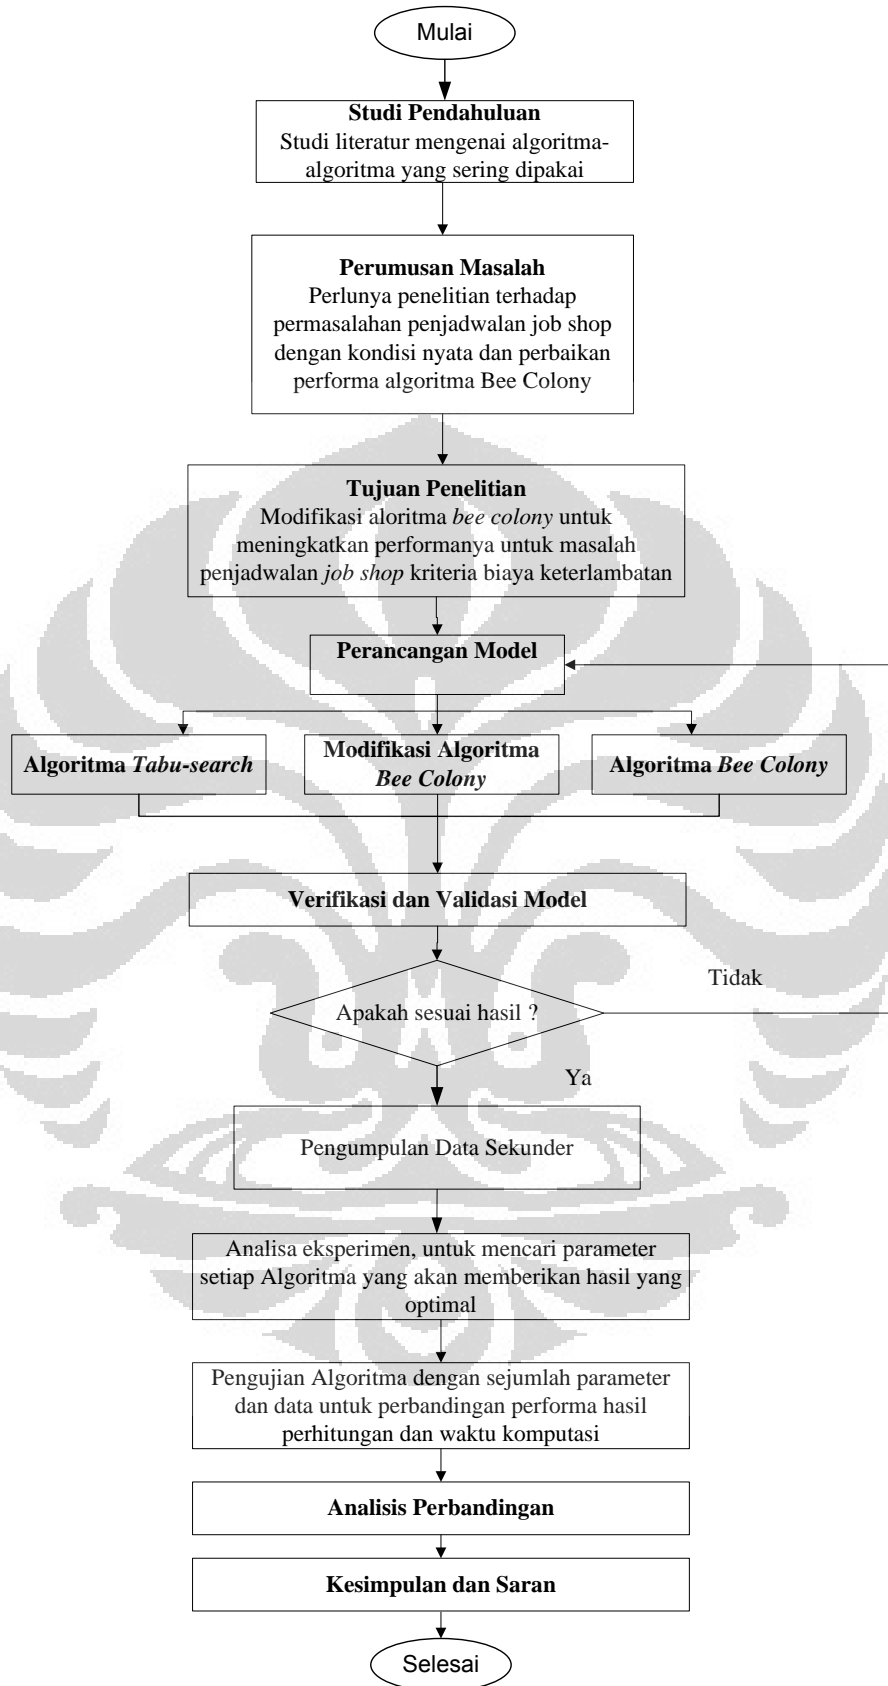 Mulai
Studi Pendahuluan
Studi literatur mengenai algoritma-
algoritma yang sering dipakai
Perumusan Masalah
Perlunya penelitian terhadap
permasalahan penjadwalan job shop
dengan kondisi nyata dan perbaikan
performa algoritma Bee Colony
Tujuan Penelitian
Modifikasi aloritma bee colony untuk
meningkatkan performanya untuk masalah
penjadwalan job shop kriteria biaya keterlambatan
Perancangan Model
Algoritma Tabu-search
Modifikasi Algoritma
Bee Colony
Algoritma Bee Colony
Verifikasi dan Validasi Model
Apakah sesuai hasil ?
Tidak
Ya
Pengumpulan Data Sekunder
Analisa eksperimen, untuk mencari parameter
setiap Algoritma yang akan memberikan hasil yang
optimal
Pengujian Algoritma dengan sejumlah parameter
dan data untuk perbandingan performa hasil
perhitungan dan waktu komputasi
Analisis Perbandingan
Kesimpulan dan Saran
Selesai